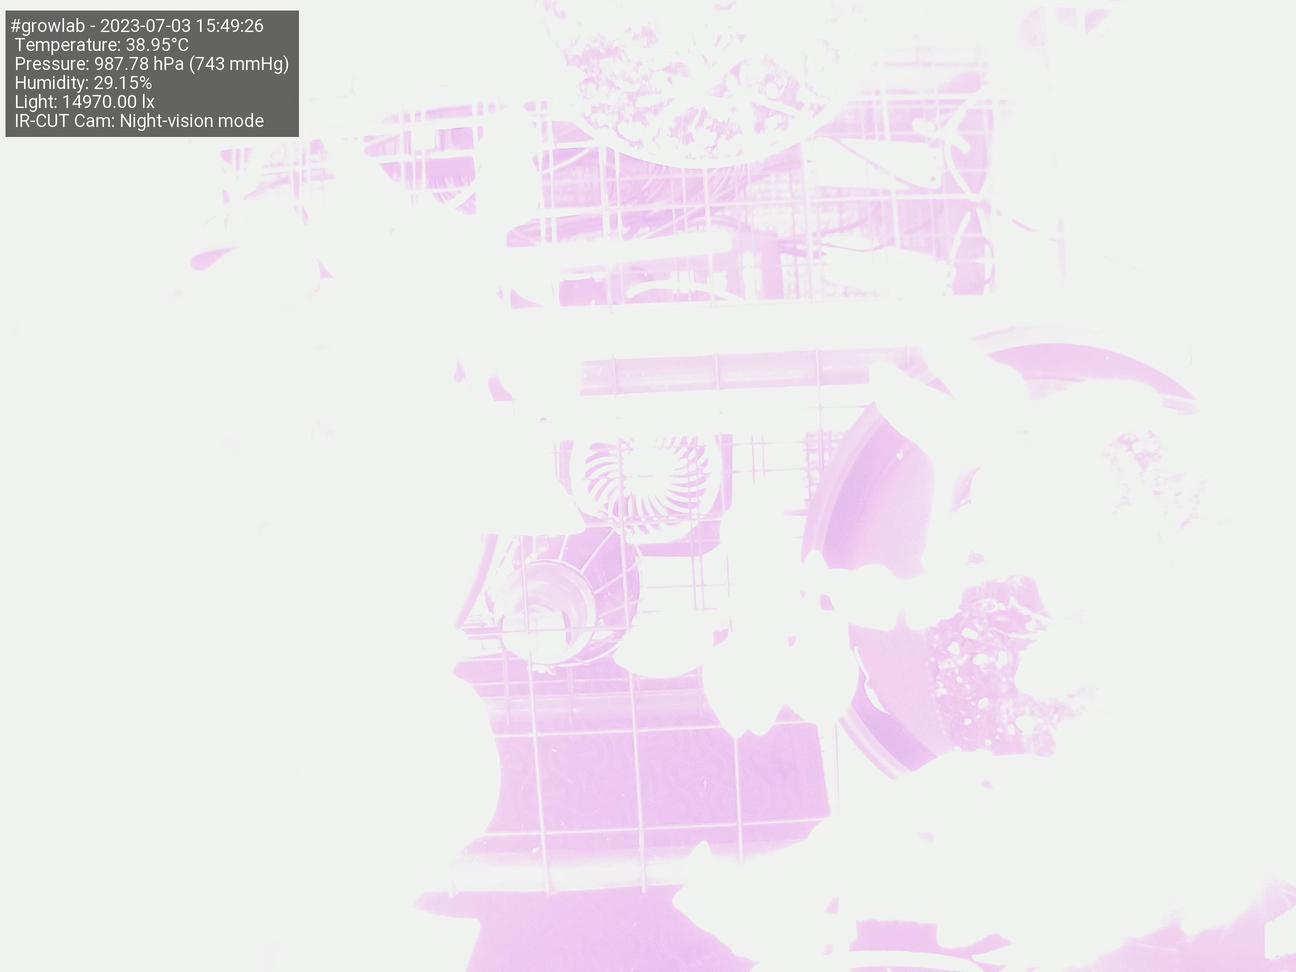 #growlab - 2023-07-03 15:49:26
Temperature: 38.95°C
Pressure: 987.78 hPa (743 mmHg)
Humidity: 29.15%
Light: 14970.00 lx
IR-CUT Cam: Night-vision mode